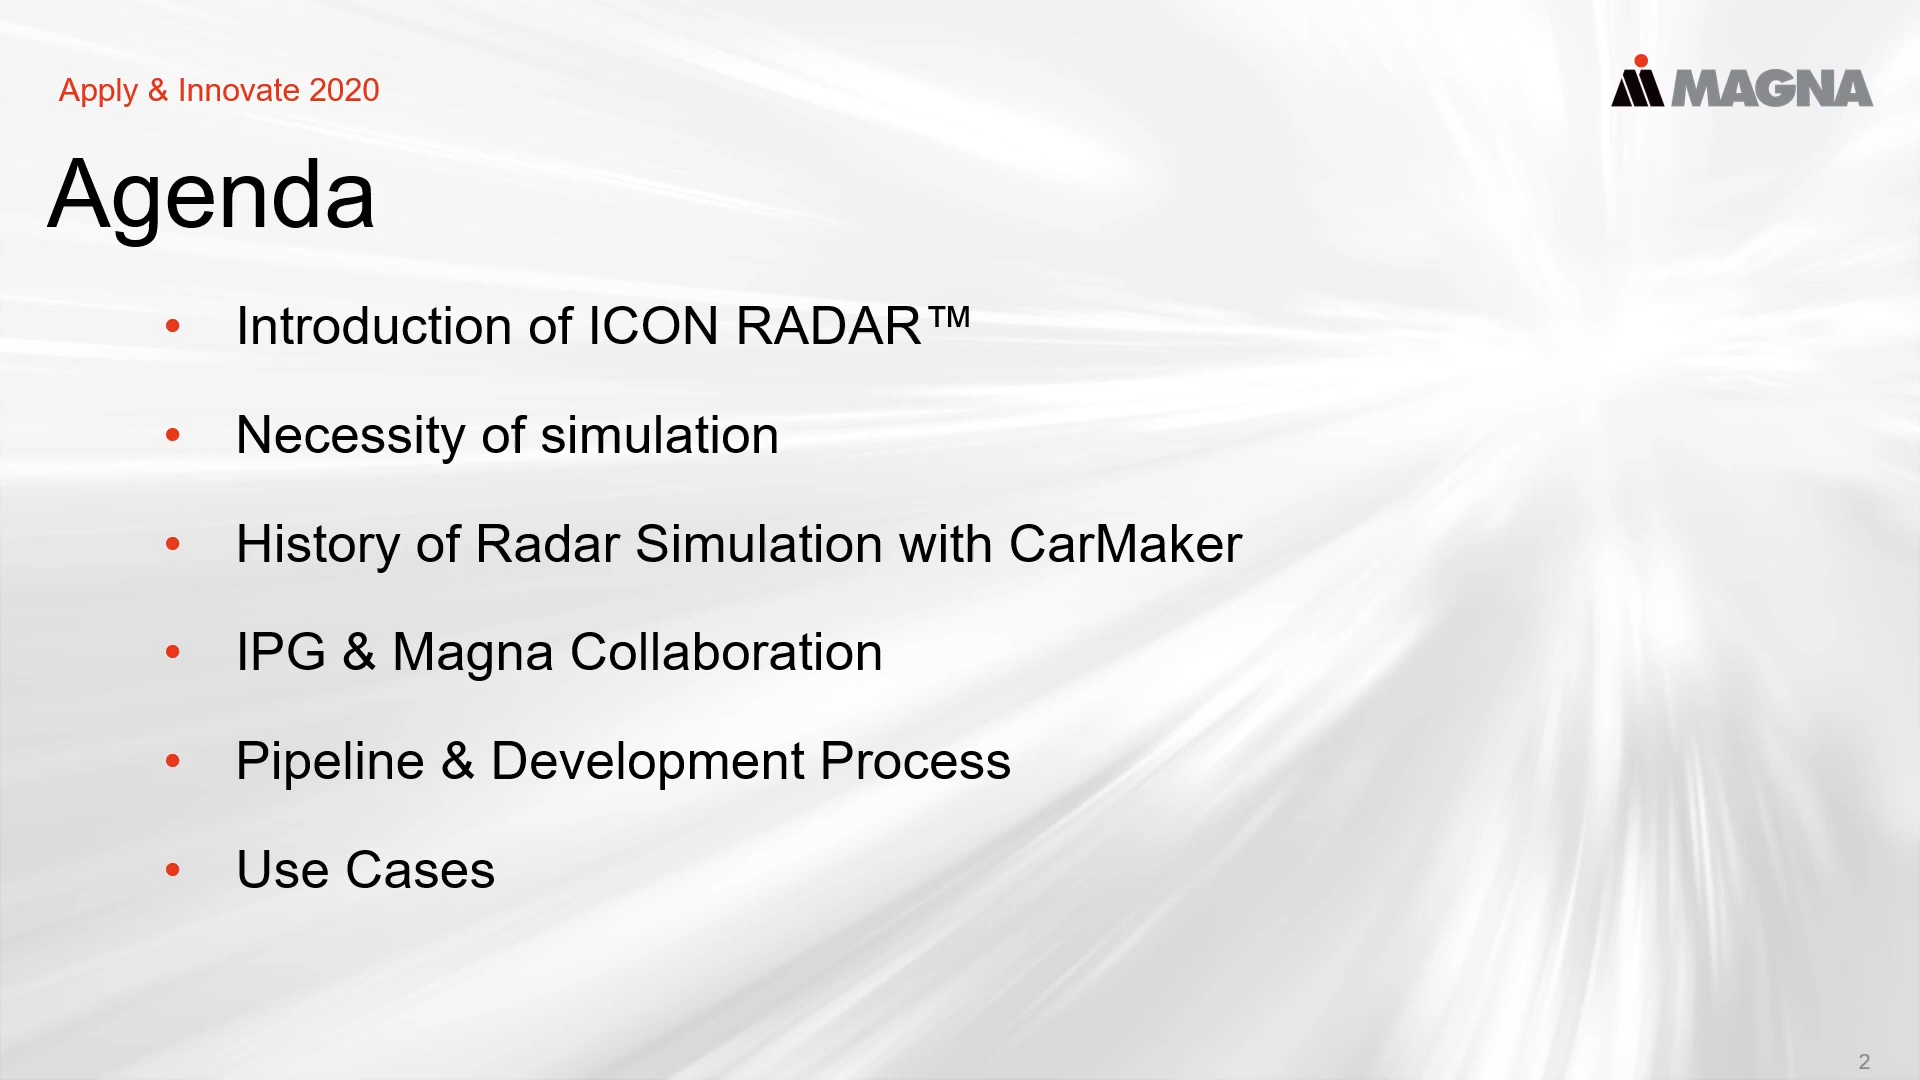 Apply & Innovate 2020
MAGNA
Agenda
• Introduction of ICON RADAR™
• Necessity of simulation
• History of Radar Simulation with CarMaker
• IPG & Magna Collaboration
• Pipeline & Development Process
• Use Cases
2